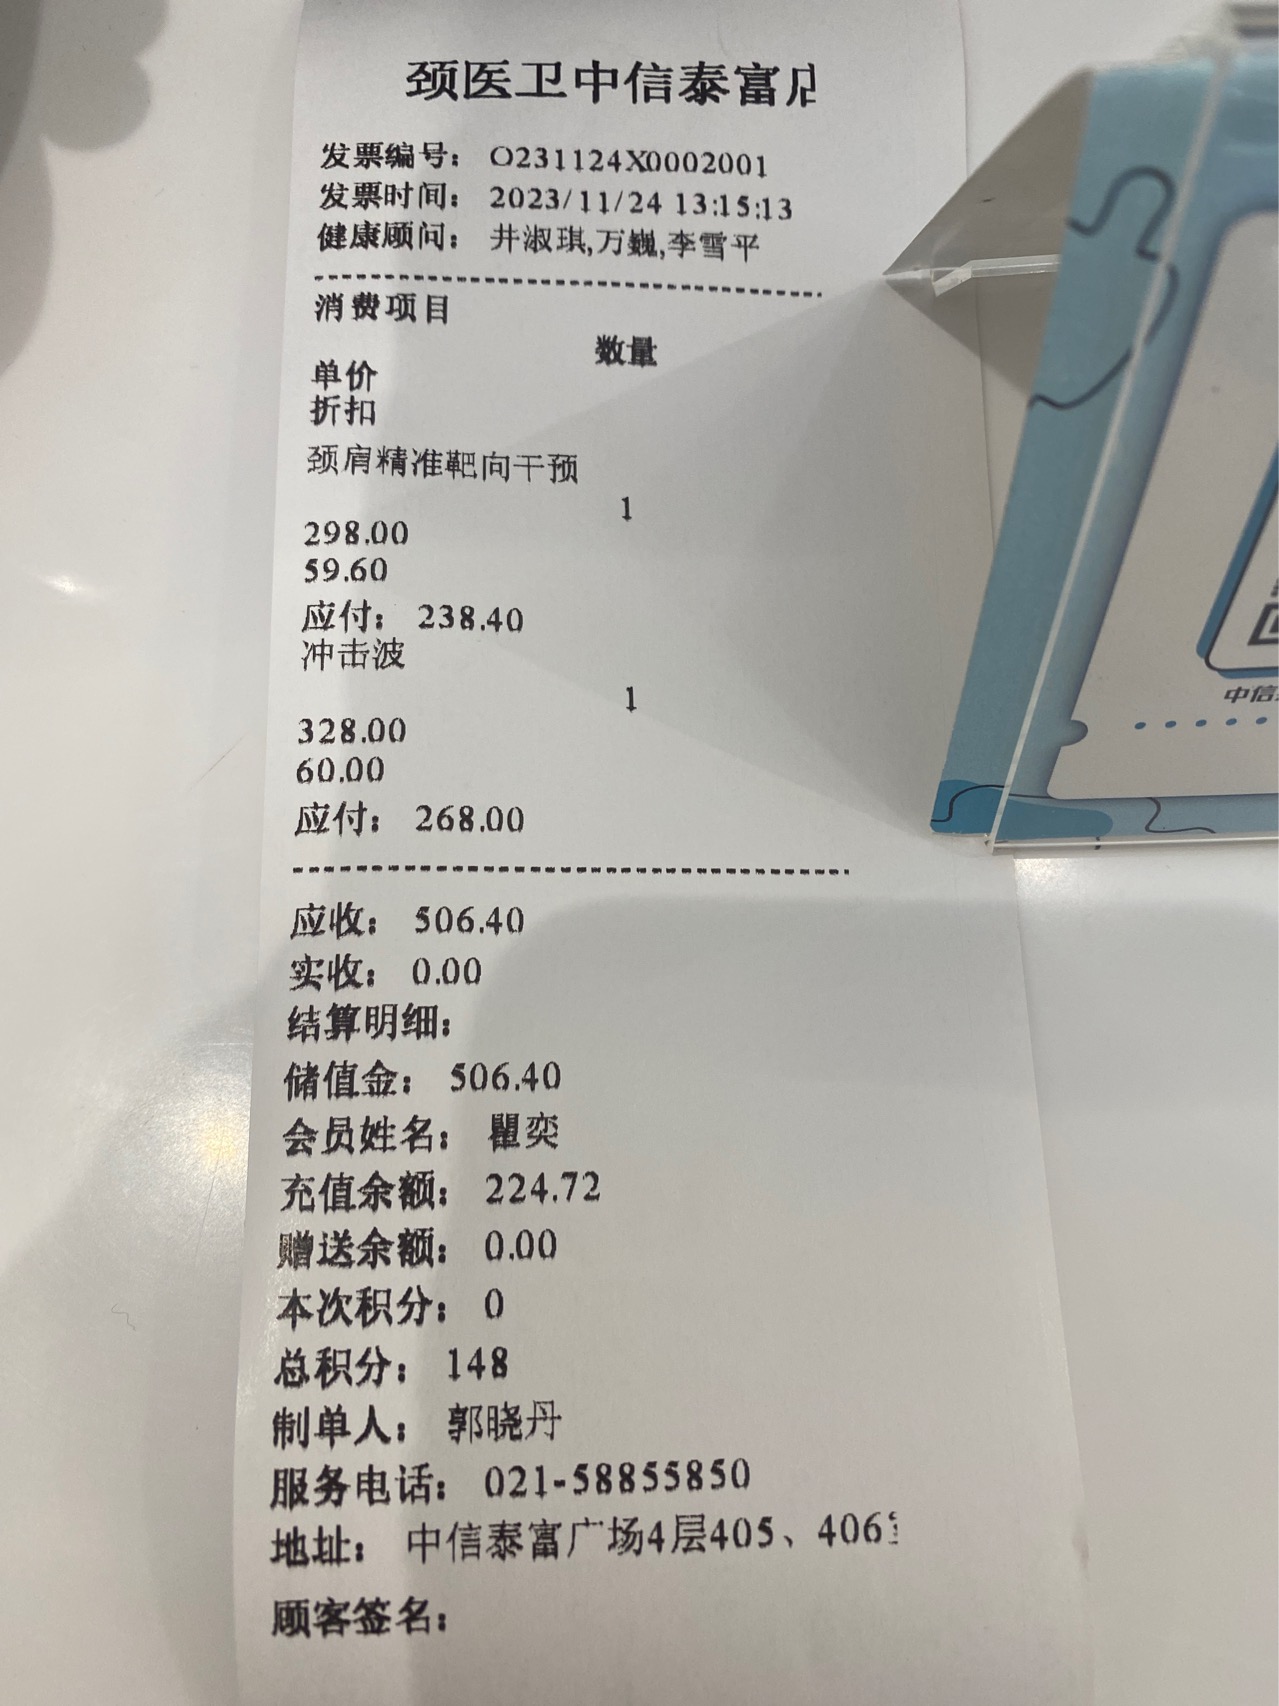 颈医卫中信泰富店
发票编号： O231124X0002001
发票时间： 2023/11/24 13:15:13
健康顾问： 井淑琪,万巍,李雪平
消费项目
数量
单价
折扣
颈肩精准靶向干预
1
298.00
59.60
应付： 238.40
冲击波
1
328.00
60.00
应付： 268.00
应收： 506.40
实收： 0.00
结算明细：
储值金： 506.40
会员姓名： 瞿奕
充值余额： 224.72
赠送余额： 0.00
本次积分： 0
总积分： 148
制单人： 郭晓丹
服务电话： 021-58855850
地址： 中信泰富广场4层405、406
顾客签名：
中信